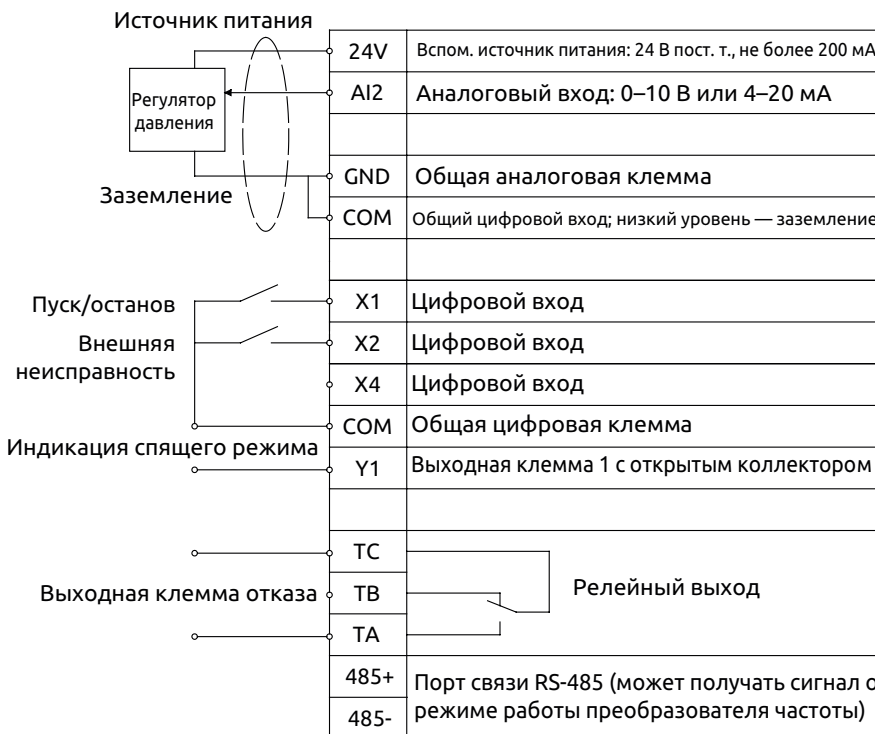 Источник питания
24V Вспом. источник питания: 24 В пост. т., не более 200 мА
Регулятор давления
AI2 Аналоговый вход: 0–10 В или 4–20 мА
GND Общая аналоговая клемма
Заземление
COM Общий цифровой вход; низкий уровень — заземление
Пуск/останов
X1 Цифровой вход
Внешняя неисправность
X2 Цифровой вход
X4 Цифровой вход
COM Общая цифровая клемма
Индикация спящего режима
Y1 Выходная клемма 1 с открытым коллектором
TC
Выходная клемма отказа
TB
Релейный выход
TA
485+
485-
Порт связи RS-485 (может получать сигнал о
режиме работы преобразователя частоты)